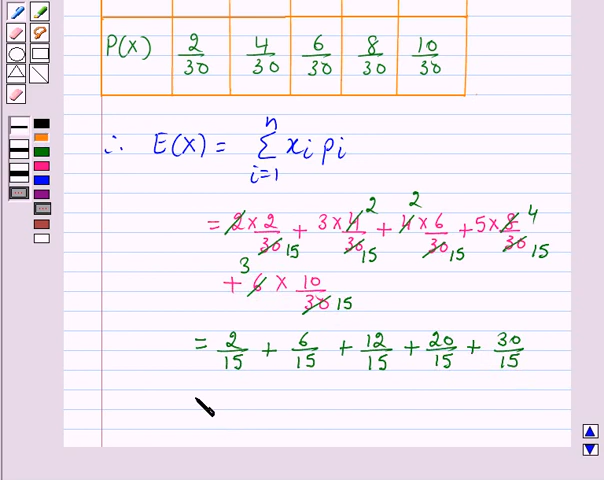 P(X) 2/30 4/30 6/30 8/30 10/30
∴ E(X) = ∑_{i=1}^{n} xᵢ pᵢ
= 2 × 2/30 15 + 3 × 4 2/30 15 + 4 2 × 6/30 15 + 5 × 8 4/30 15
+ 6 3 × 10/30 15
= 2/15 + 6/15 + 12/15 + 20/15 + 30/15